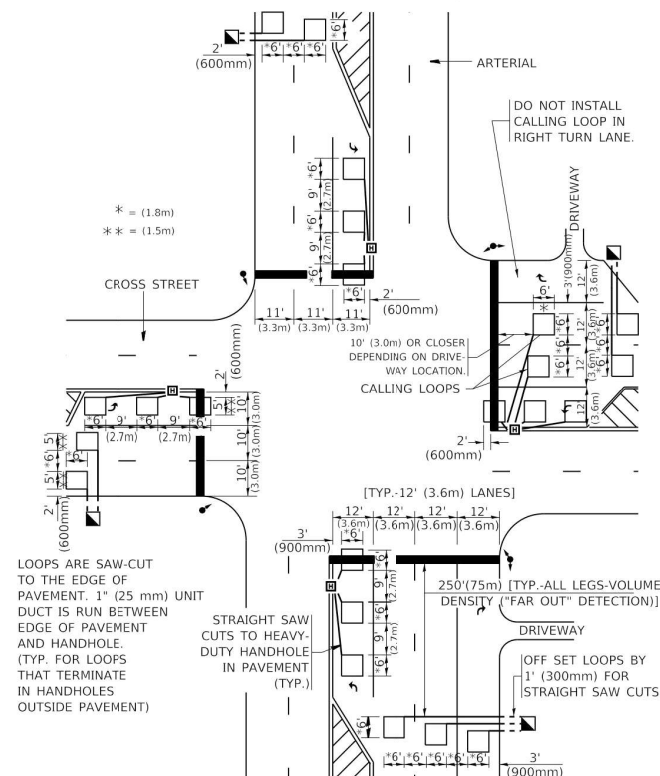 2'
(600mm)
*6' *6' *6'
*6'
ARTERIAL
DO NOT INSTALL
CALLING LOOP IN
RIGHT TURN LANE.
* = (1.8m)
** = (1.5m)
CROSS STREET
*6'
9'
(2.7m)
*6'
9'
(2.7m)
*6'
H
*6'
2'
(600mm)
11' 11' 11'
(3.3m) (3.3m) (3.3m)
DRIVEWAY
3'(900mm)
6'
*
12'
(3.6m)
12'
(3.6m)
12'
(3.6m)
12'
(3.6m)
*6'
*6'
*6'
*6'
*6'
*6'
10' (3.0m) OR CLOSER
DEPENDING ON DRIVE-
WAY LOCATION.
CALLING LOOPS
H
2'
(600mm)
2'
(600mm)
H
5'
**
10'
(3.0m)
10'
(3.0m)
10'
(3.0m)
*6' 9' *6' 9' *6'
(2.7m) (2.7m)
5'
**
*6'
*6'
5'
**
2'
(600mm)
[TYP.-12' (3.6m) LANES]
12' 12' 12' 12'
(3.6m) (3.6m) (3.6m) (3.6m)
3'
(900mm)
*6'
*6'
9'
*6'
9'
(2.7m)
*6'
H
LOOPS ARE SAW-CUT
TO THE EDGE OF
PAVEMENT. 1" (25 mm) UNIT
DUCT IS RUN BETWEEN
EDGE OF PAVEMENT
AND HANDHOLE.
(TYP. FOR LOOPS
THAT TERMINATE
IN HANDHOLES
OUTSIDE PAVEMENT)
STRAIGHT SAW
CUTS TO HEAVY-
DUTY HANDHOLE
IN PAVEMENT
(TYP.)
250'(75m) [TYP.-ALL LEGS-VOLUME
DENSITY ("FAR OUT" DETECTION)]
DRIVEWAY
OFF SET LOOPS BY
1' (300mm) FOR
STRAIGHT SAW CUTS
*6'
*6' *6' *6' *6' *6'
3'
(900mm)